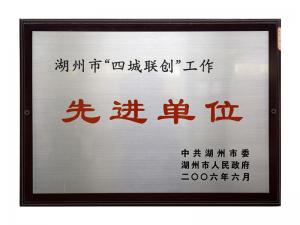 湖州市“四城联创”工作
先进单位
中共湖州市委
湖州市人民政府
二〇〇六年六月